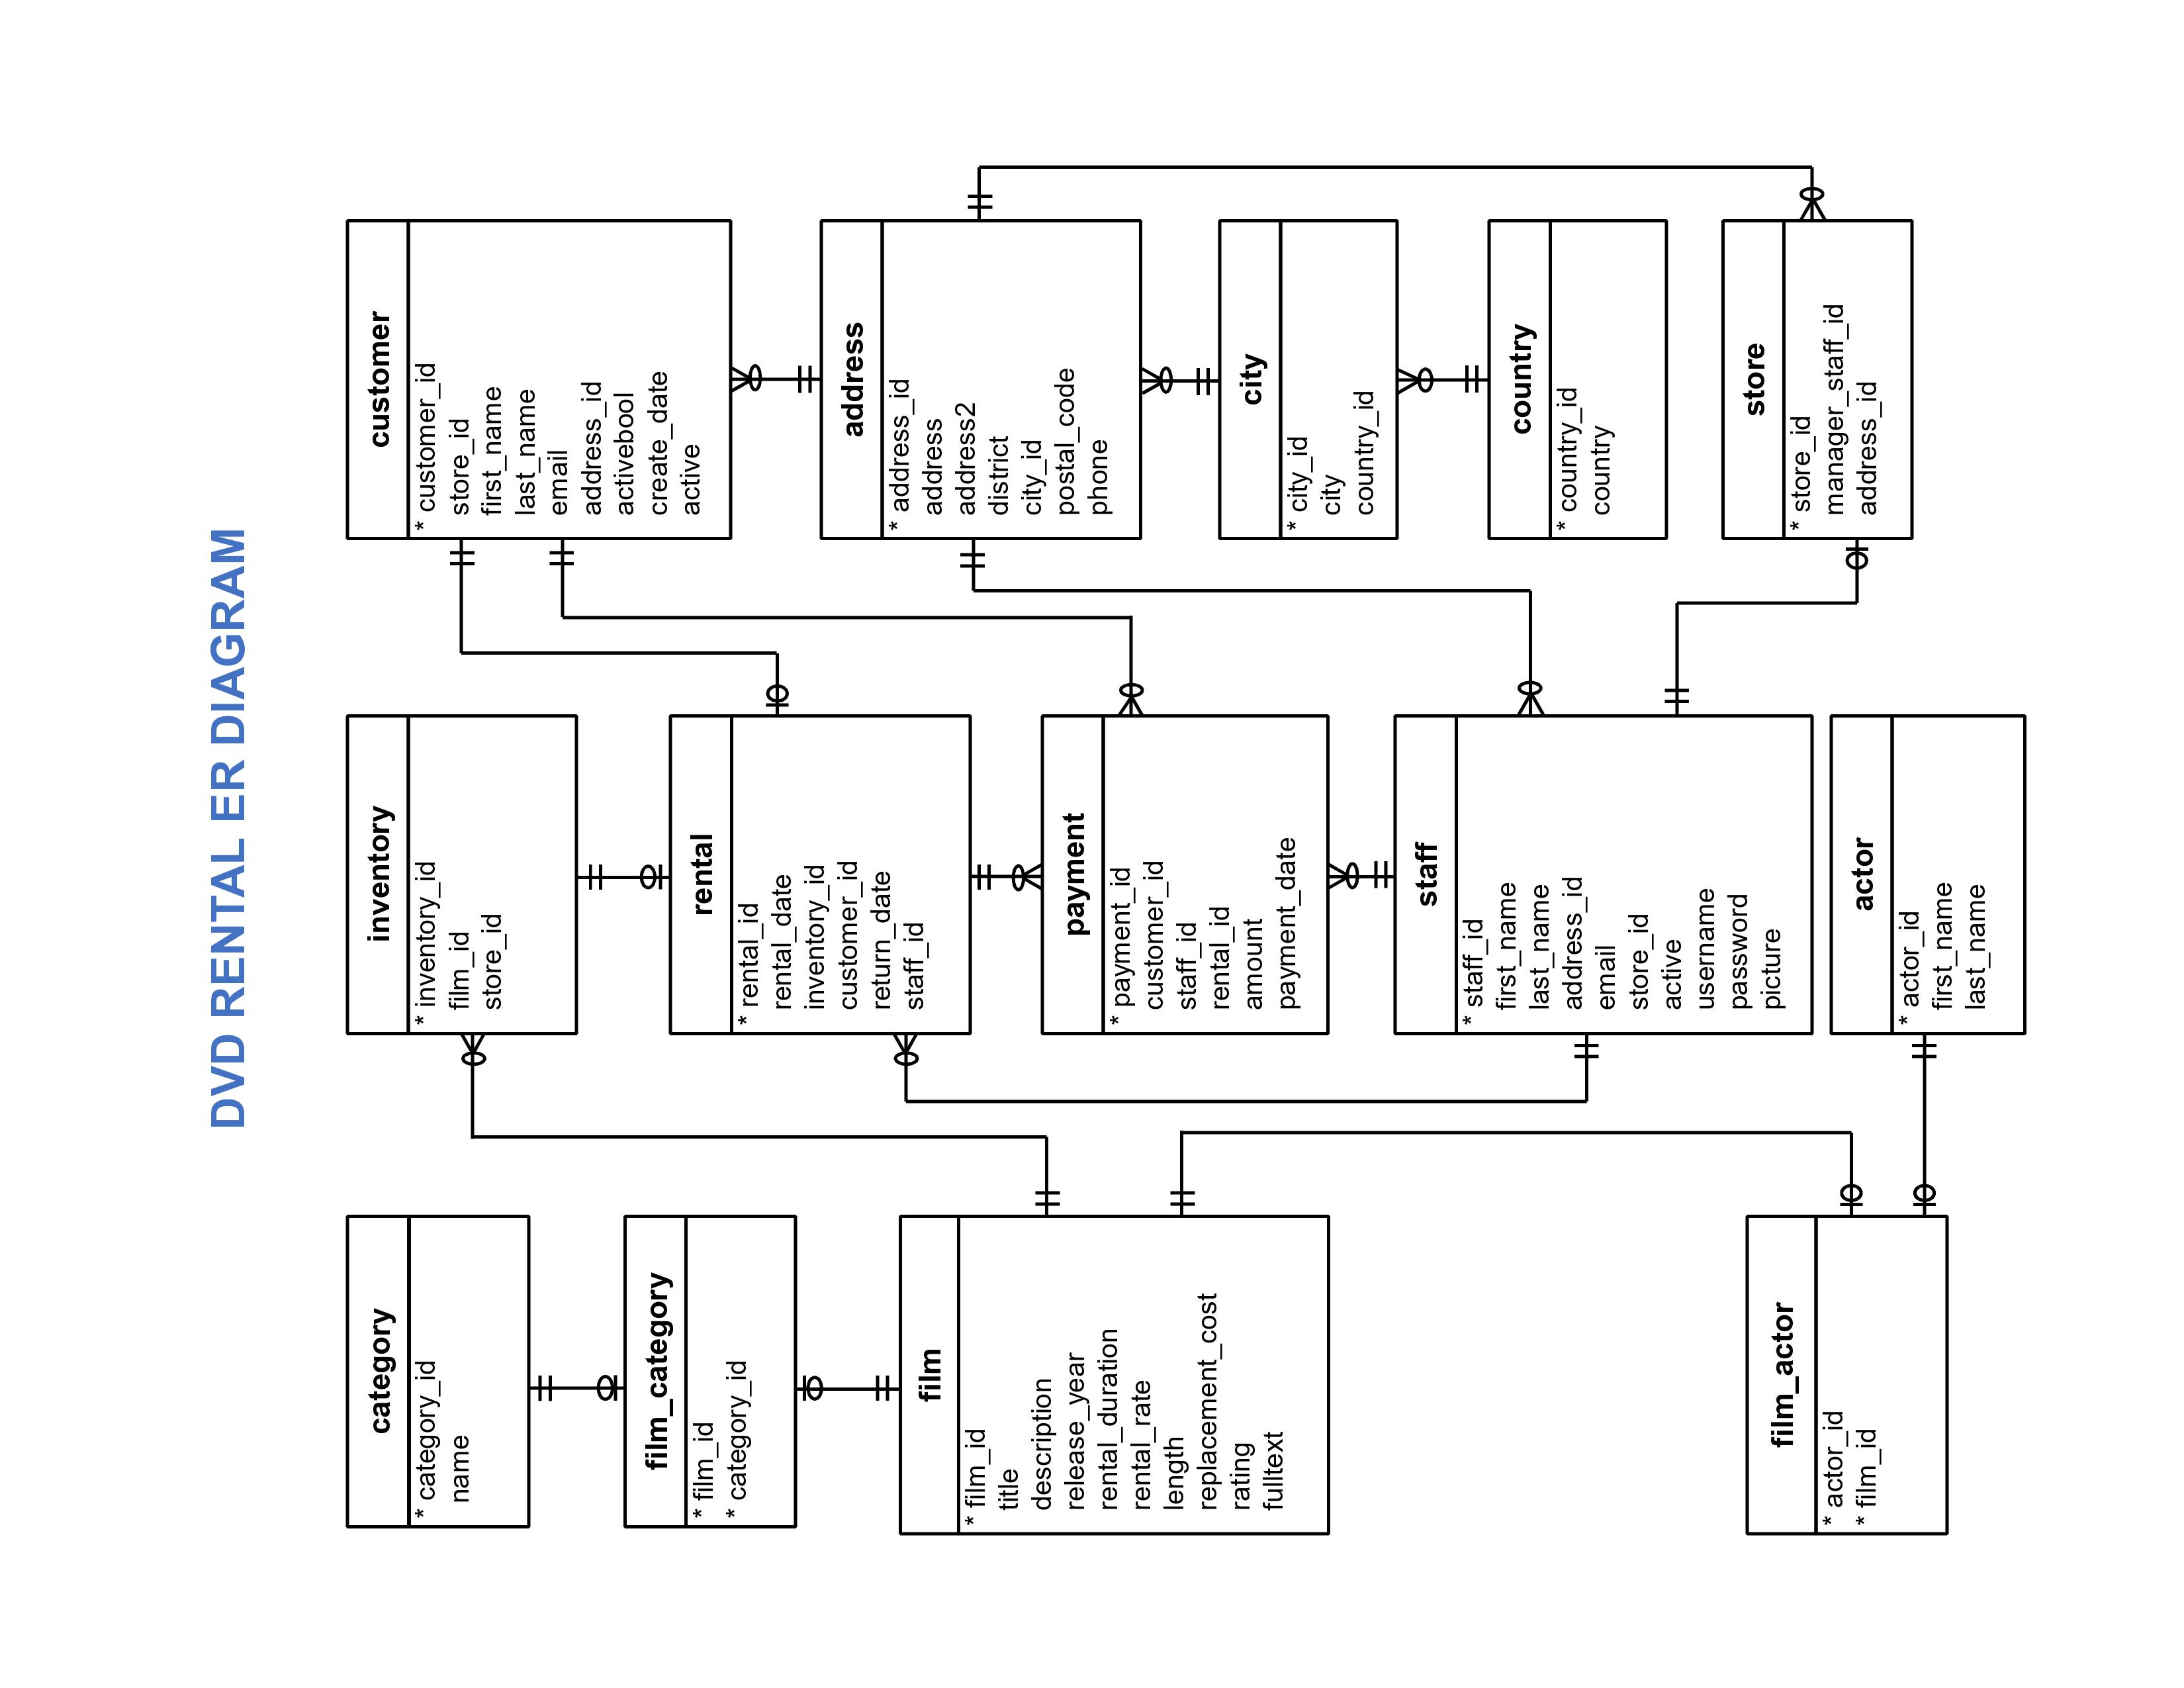 DVD RENTAL ER DIAGRAM
category
* category_id
name
film_category
* film_id
* category_id
film
* film_id
title
description
release_year
rental_duration
rental_rate
length
replacement_cost
rating
fulltext
film_actor
* actor_id
* film_id
inventory
* inventory_id
film_id
store_id
rental
* rental_id
rental_date
inventory_id
customer_id
return_date
staff_id
payment
* payment_id
customer_id
staff_id
rental_id
amount
payment_date
staff
* staff_id
first_name
last_name
address_id
email
store_id
active
username
password
picture
actor
* actor_id
first_name
last_name
customer
* customer_id
store_id
first_name
last_name
email
address_id
activebool
create_date
active
address
* address_id
address
address2
district
city_id
postal_code
phone
city
* city_id
city
country_id
country
* country_id
country
store
* store_id
manager_staff_id
address_id